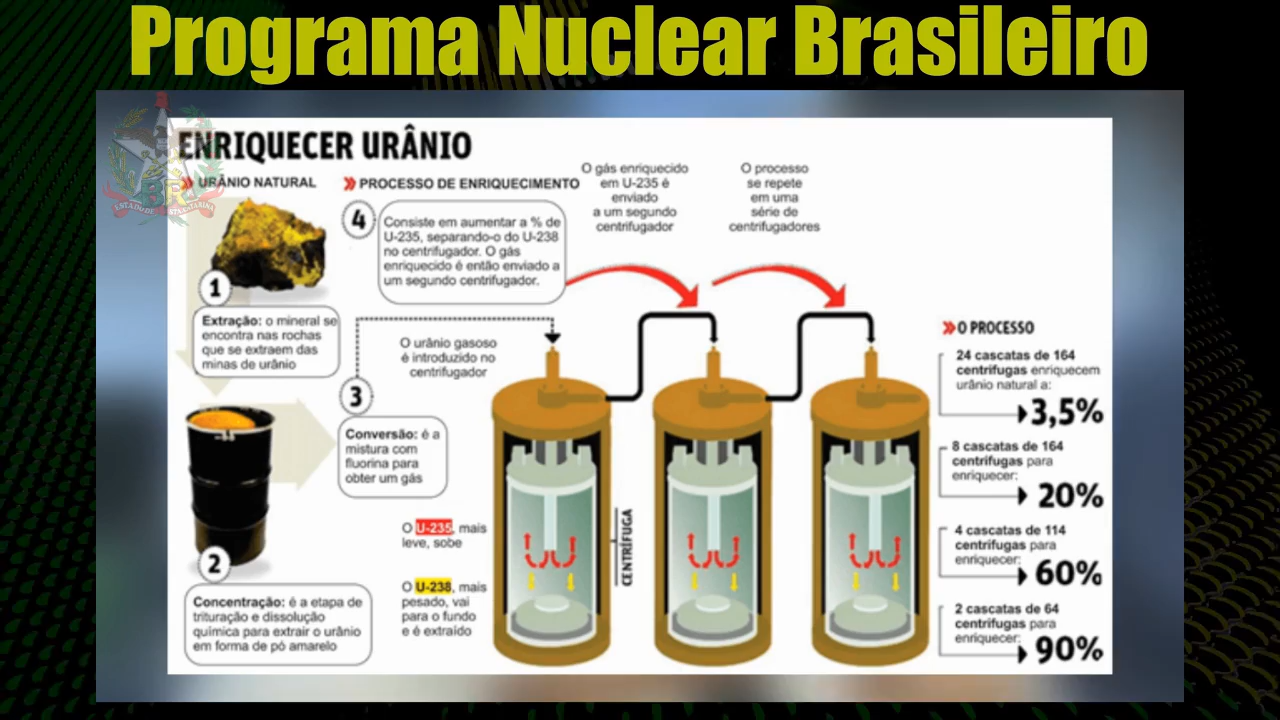 Programa Nuclear Brasileiro
ENRIQUECER URÂNIO
URÂNIO NATURAL
1
Extração: o mineral se
encontra nas rochas
que se extraem das
minas de urânio
2
Concentração: é a etapa de
trituração e dissolução
química para extrair o urânio
em forma de pó amarelo
3
Conversão: é a
mistura com
fluorina para
obter um gás
PROCESSO DE ENRIQUECIMENTO
4
Consiste em aumentar a % de
U-235, separando-o do U-238
no centrifugador. O gás
enriquecido é então enviado a
um segundo centrifugador.
O gás enriquecido
em U-235 é
enviado
a um segundo
centrifugador
O processo
se repete
em uma
série de
centrifugadores
O urânio gasoso
é introduzido no
centrifugador
O U-235, mais
leve, sobe
O U-238, mais
pesado, vai
para o fundo
e é extraído
CENTRÍFUGA
O PROCESSO
24 cascatas de 164
centrífugas enriquecem
urânio natural a:
3,5%
8 cascatas de 164
centrífugas para
enriquecer:
20%
4 cascatas de 114
centrífugas para
enriquecer:
60%
2 cascatas de 64
centrífugas para
enriquecer:
90%
BR